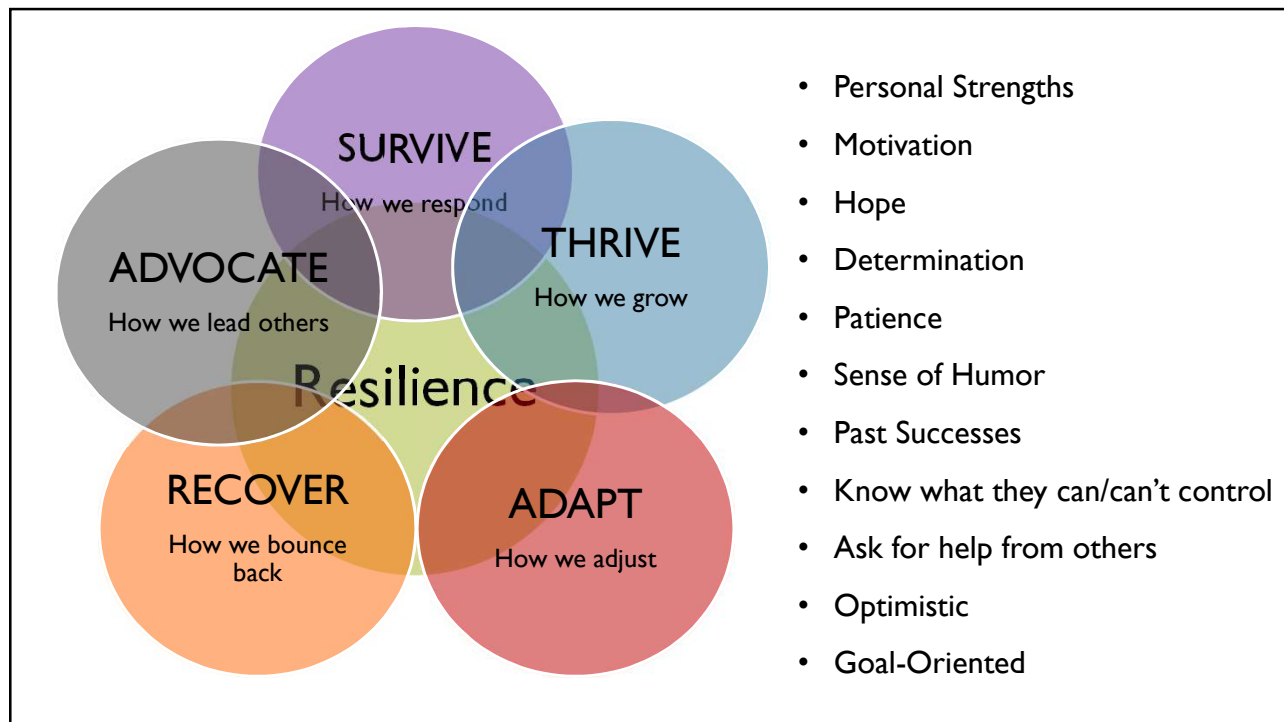 SURVIVE
How we respond
THRIVE
How we grow
ADVOCATE
How we lead others
Resilience
RECOVER
How we bounce
back
ADAPT
How we adjust
• Personal Strengths
• Motivation
• Hope
• Determination
• Patience
• Sense of Humor
• Past Successes
• Know what they can/can’t control
• Ask for help from others
• Optimistic
• Goal-Oriented